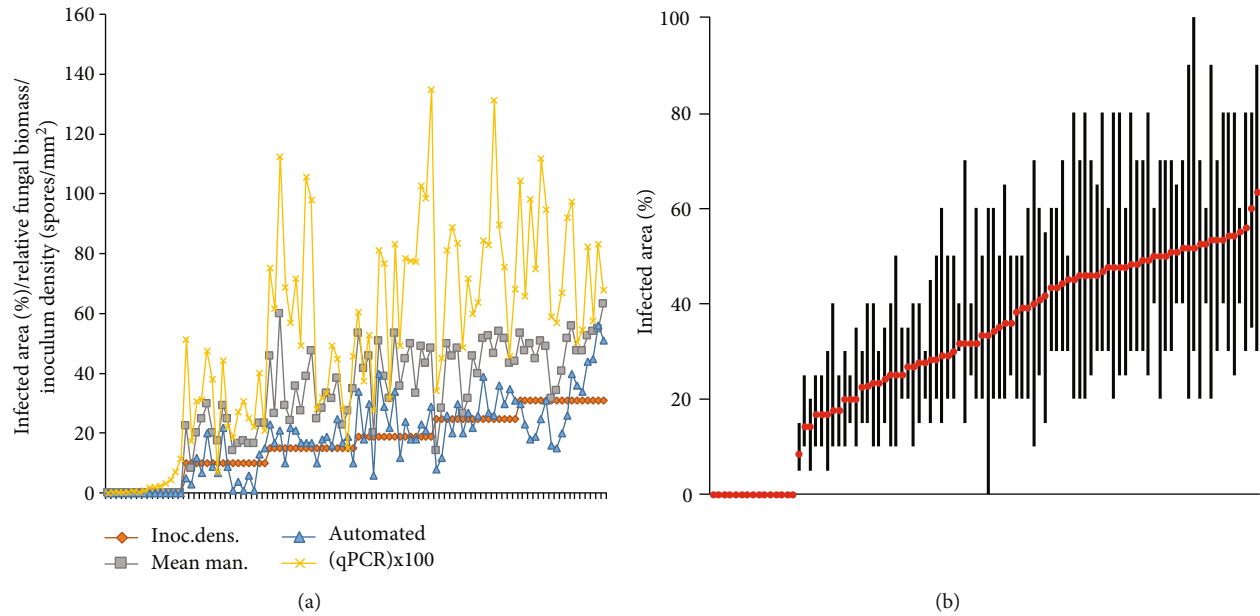 160
140
120
100
80
60
40
20
0
Infected area (%)/relative fungal biomass/
inoculum density (spores/mm²)
Inoc.dens.
Automated
Mean man.
(qPCR)x100
(a)
100
80
60
40
20
0
Infected area (%)
(b)